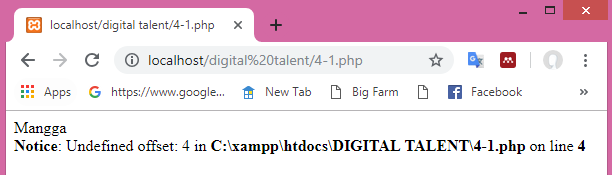 localhost/digital talent/4-1.php
localhost/digital%20talent/4-1.php
Apps https://www.google... New Tab Big Farm Facebook »
Mangga
Notice: Undefined offset: 4 in C:\xampp\htdocs\DIGITAL TALENT\4-1.php on line 4